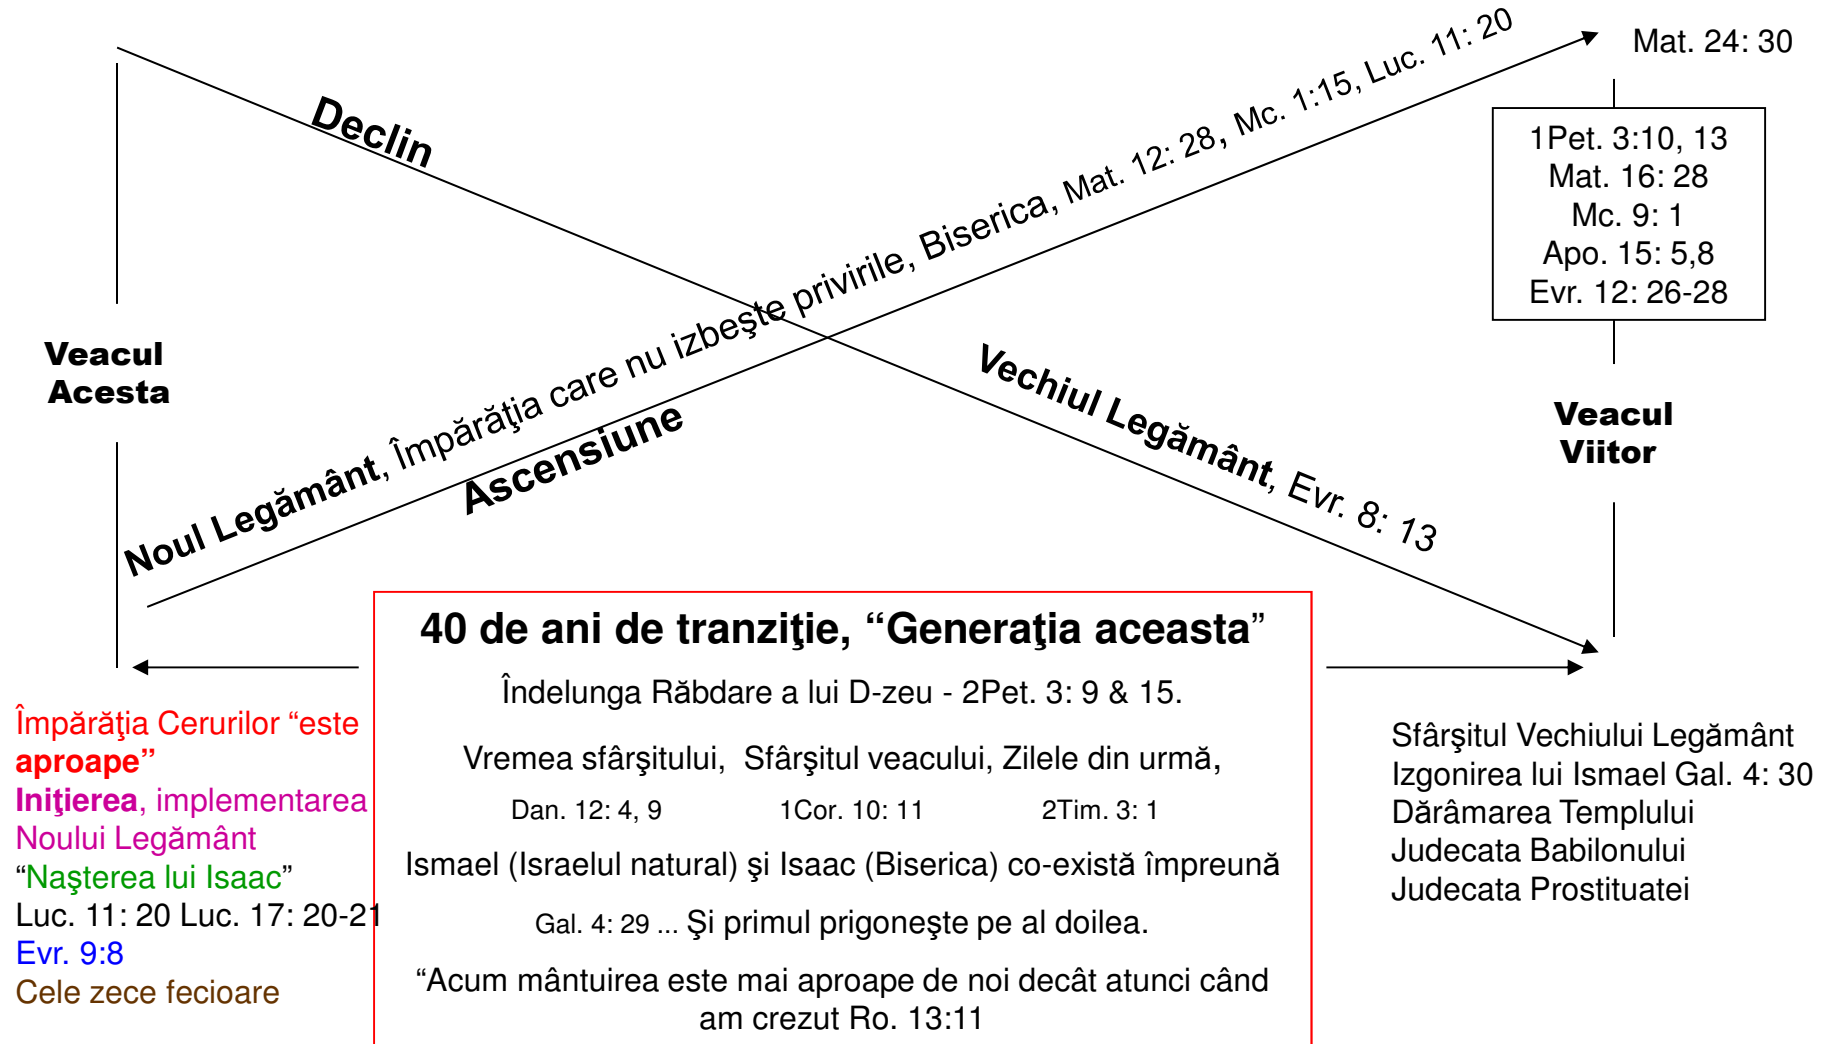 Mat. 24: 30
Declin
1Pet. 3:10, 13
Mat. 16: 28
Mc. 9: 1
Apo. 15: 5,8
Evr. 12: 26-28
Veacul
Acesta
Noul Legământ, Împărăţia care nu izbeşte privirile, Biserica, Mat. 12: 28, Mc. 1:15, Luc. 11: 20
Ascensiune
Vechiul Legământ, Evr. 8: 13
Veacul
Viitor
40 de ani de tranziţie, “Generaţia aceasta”
Îndelunga Răbdare a lui D-zeu - 2Pet. 3: 9 & 15.
Vremea sfârşitului, Sfârşitul veacului, Zilele din urmă,
Dan. 12: 4, 9 1Cor. 10: 11 2Tim. 3: 1
Ismael (Israelul natural) şi Isaac (Biserica) co-există împreună
Gal. 4: 29 ... Şi primul prigoneşte pe al doilea.
“Acum mântuirea este mai aproape de noi decât atunci când
am crezut Ro. 13:11
Împărăţia Cerurilor “este
aproape”
Iniţierea, implementarea
Noului Legământ
“Naşterea lui Isaac”
Luc. 11: 20 Luc. 17: 20-21
Evr. 9:8
Cele zece fecioare
Sfârşitul Vechiului Legământ
Izgonirea lui Ismael Gal. 4: 30
Dărâmarea Templului
Judecata Babilonului
Judecata Prostituatei